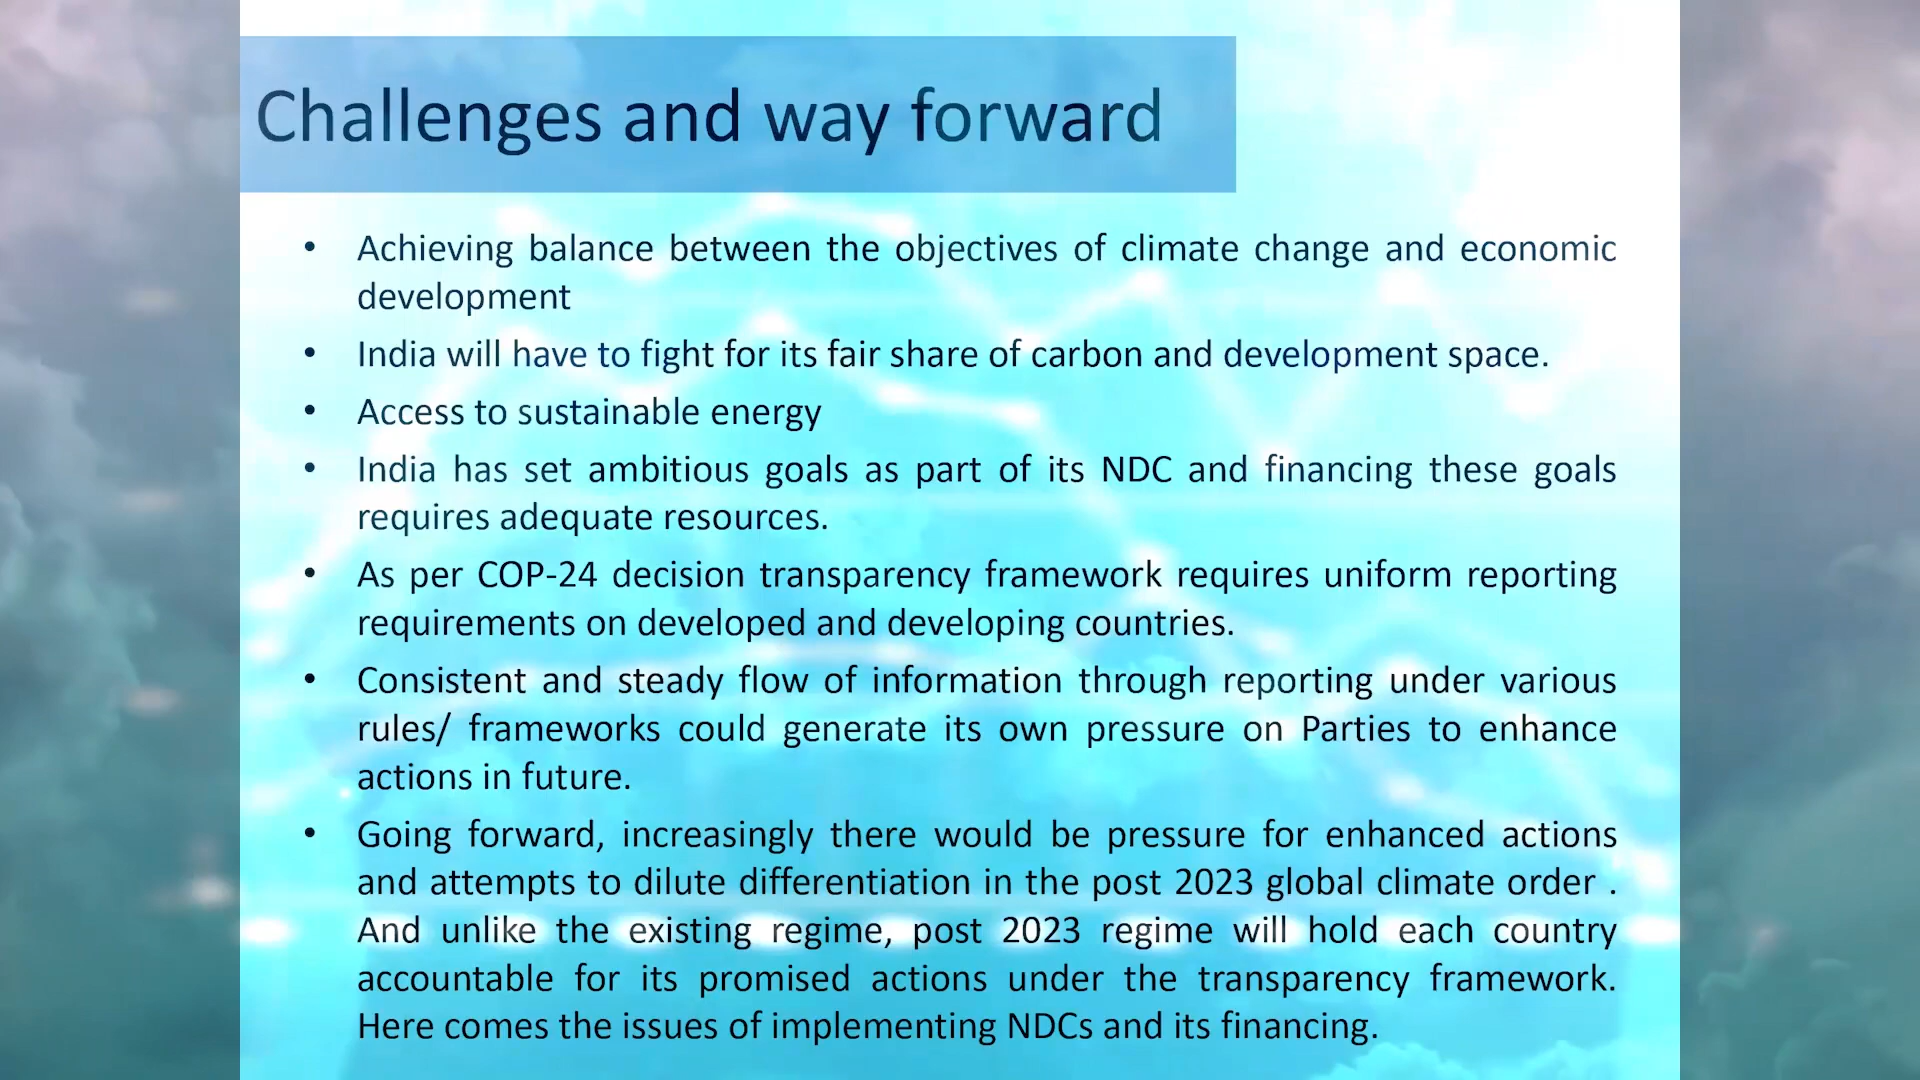 Challenges and way forward
• Achieving balance between the objectives of climate change and economic
development
• India will have to fight for its fair share of carbon and development space.
• Access to sustainable energy
• India has set ambitious goals as part of its NDC and financing these goals
requires adequate resources.
• As per COP-24 decision transparency framework requires uniform reporting
requirements on developed and developing countries.
• Consistent and steady flow of information through reporting under various
rules/ frameworks could generate its own pressure on Parties to enhance
actions in future.
• Going forward, increasingly there would be pressure for enhanced actions
and attempts to dilute differentiation in the post 2023 global climate order .
And unlike the existing regime, post 2023 regime will hold each country
accountable for its promised actions under the transparency framework.
Here comes the issues of implementing NDCs and its financing.